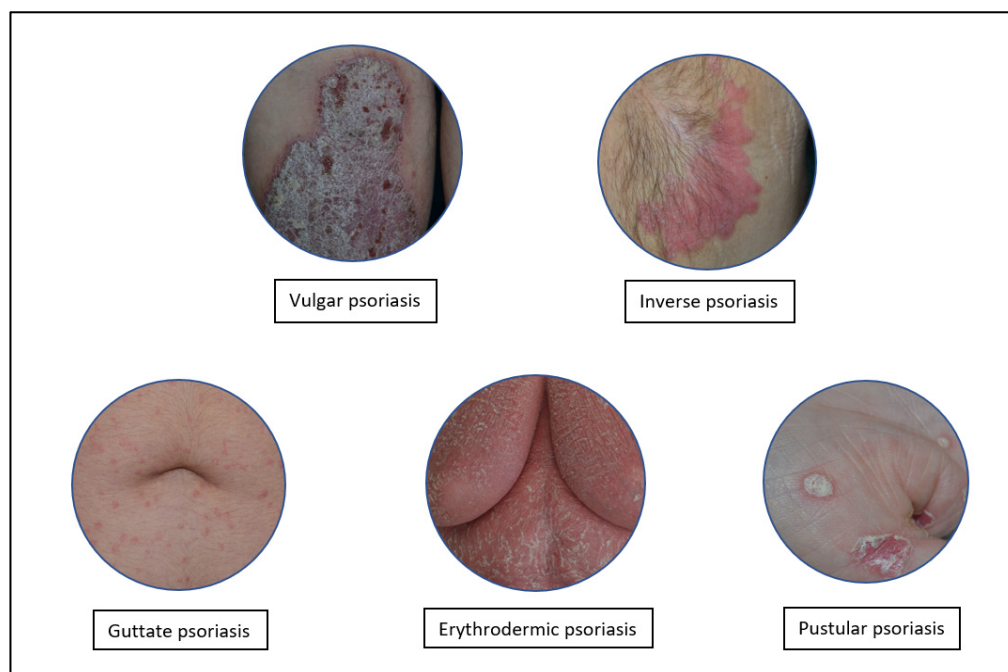 Vulgar psoriasis
Inverse psoriasis
Guttate psoriasis
Erythrodermic psoriasis
Pustular psoriasis